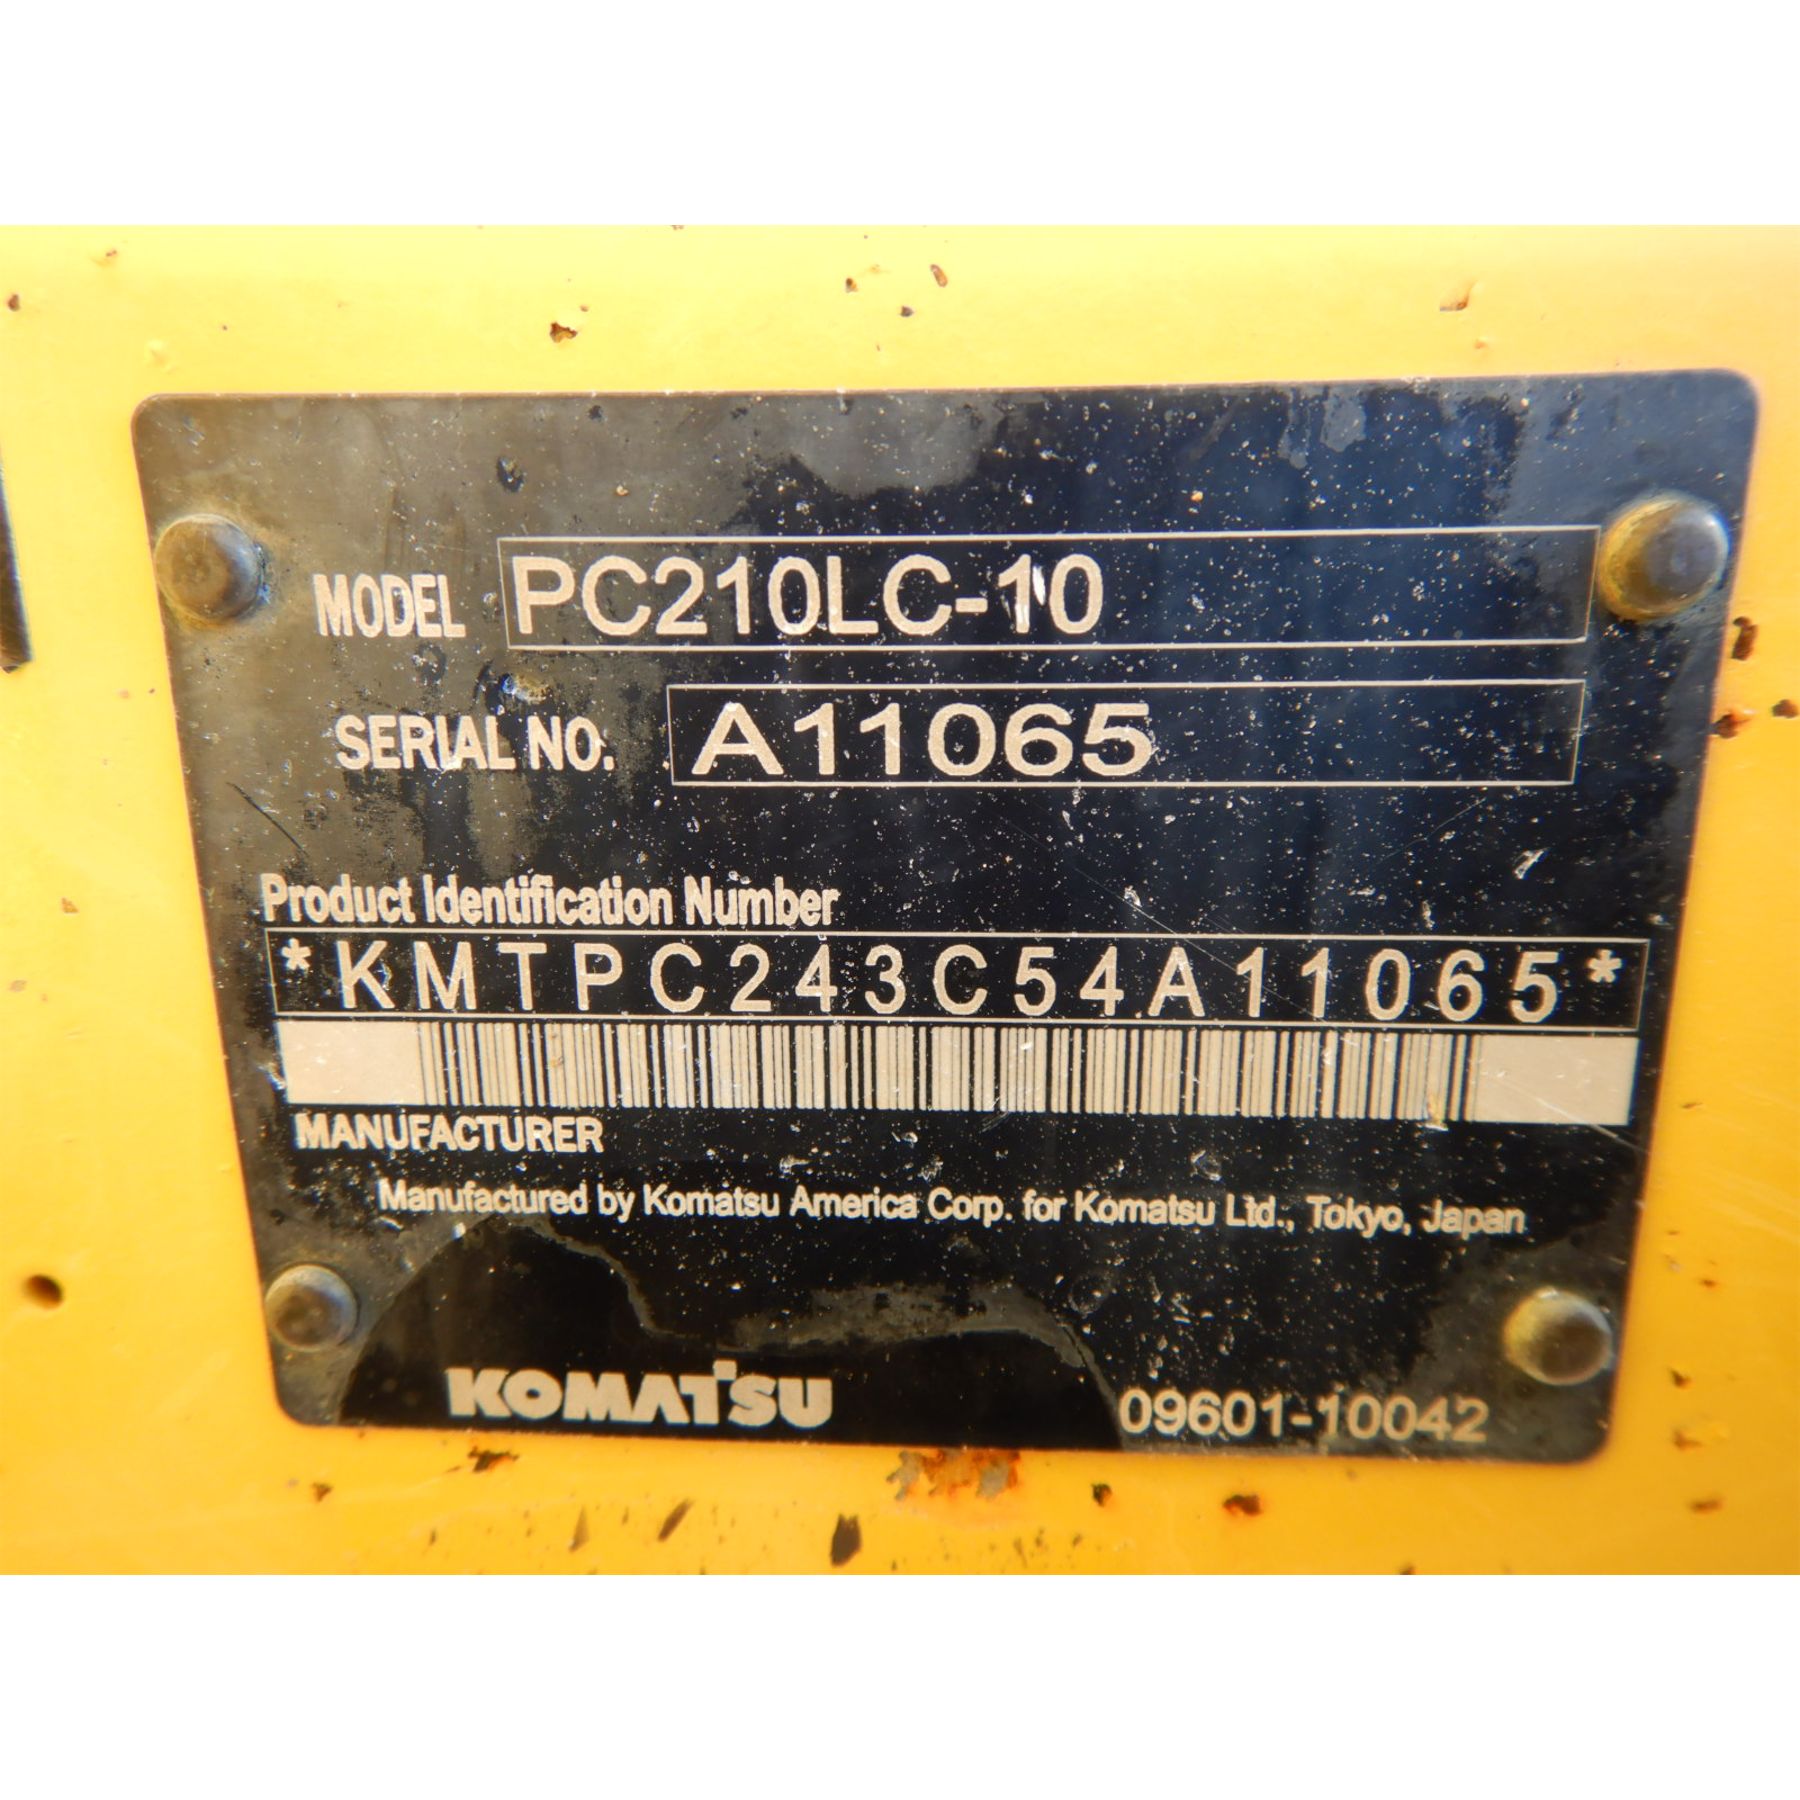 MODEL PC210LC-10
SERIAL NO. A11065
Product Identification Number
*KMTPC243C54A11065*
MANUFACTURER
Manufactured by Komatsu America Corp. for Komatsu Ltd., Tokyo, Japan
KOMATSU 09601-10042